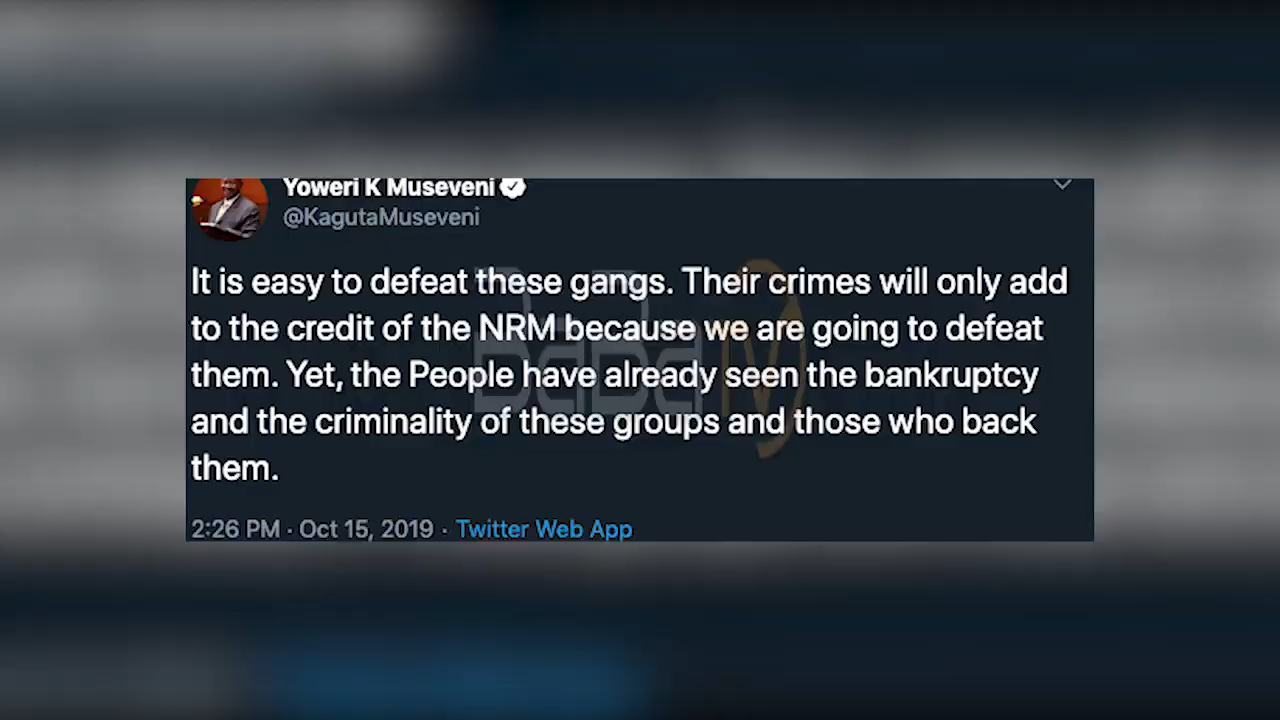 Yoweri K Museveni
@KagutaMuseveni
It is easy to defeat these gangs. Their crimes will only add
to the credit of the NRM because we are going to defeat
them. Yet, the People have already seen the bankruptcy
and the criminality of these groups and those who back
them.
2:26 PM · Oct 15, 2019 · Twitter Web App
BaBa TV